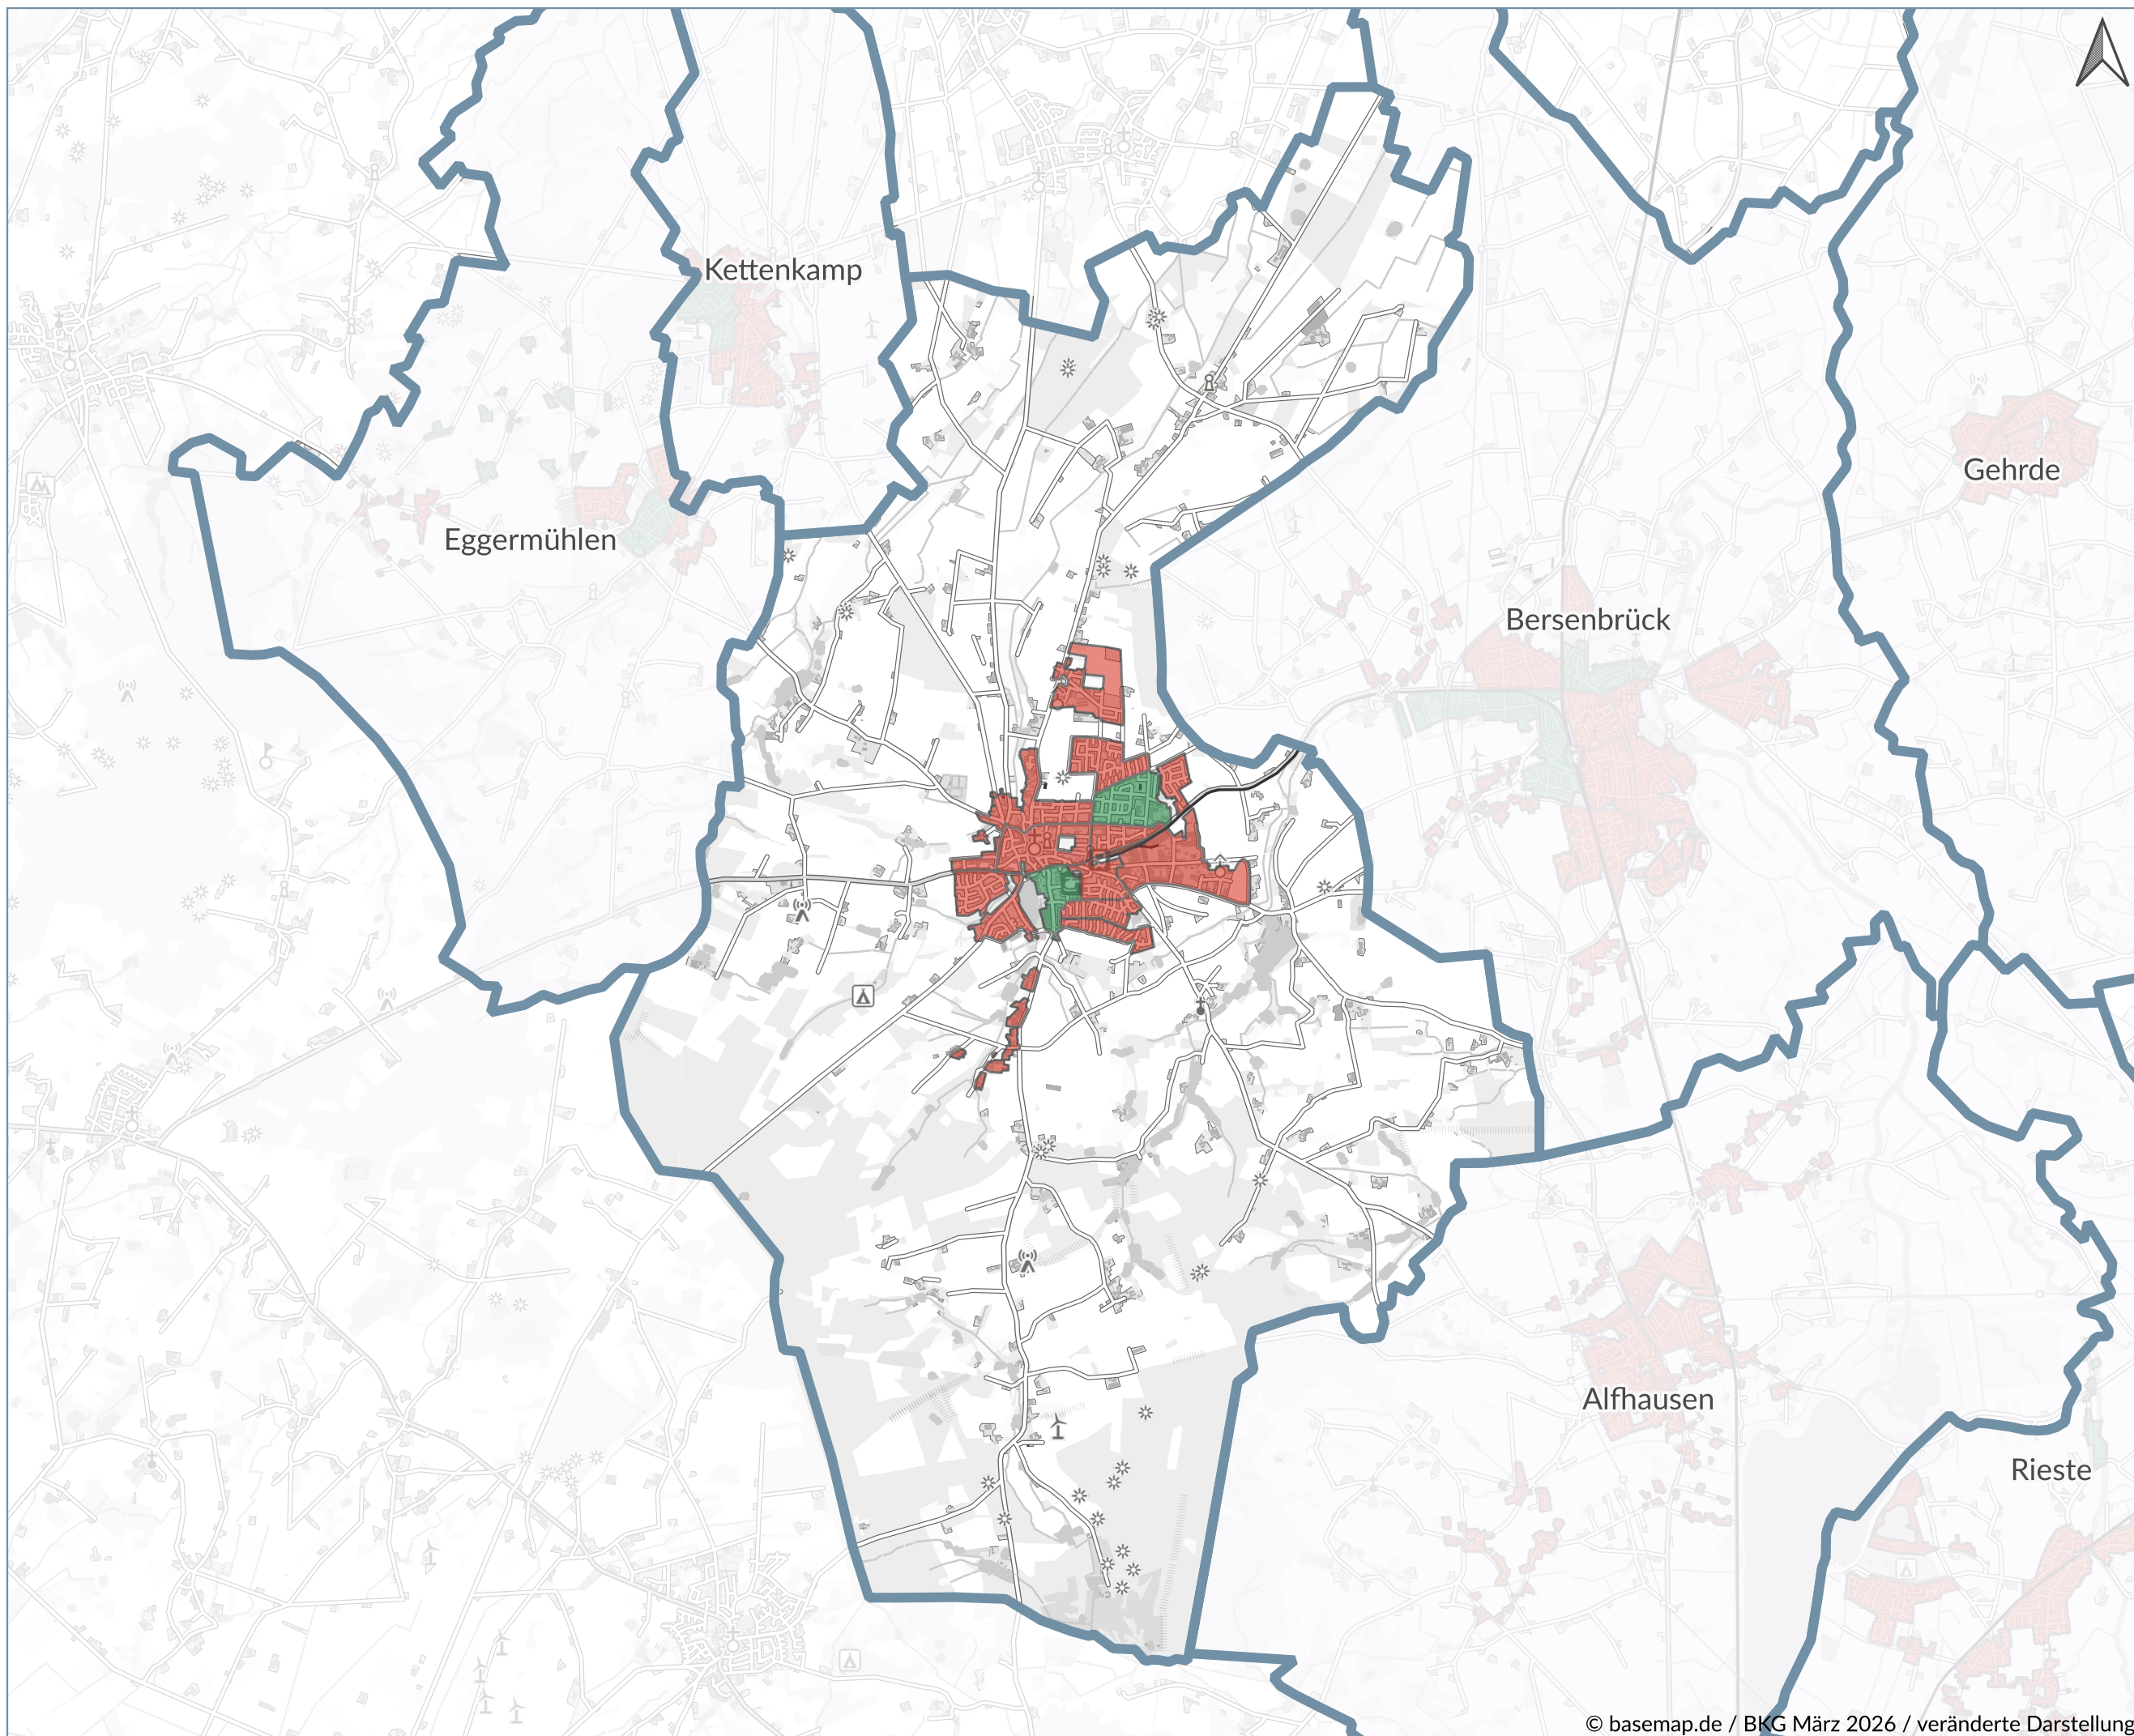 Kettenkamp
Gehrde
Eggermühlen
Bersenbrück
Alfhausen
Rieste
© basemap.de / BKG März 2026 / veränderte Darstellung